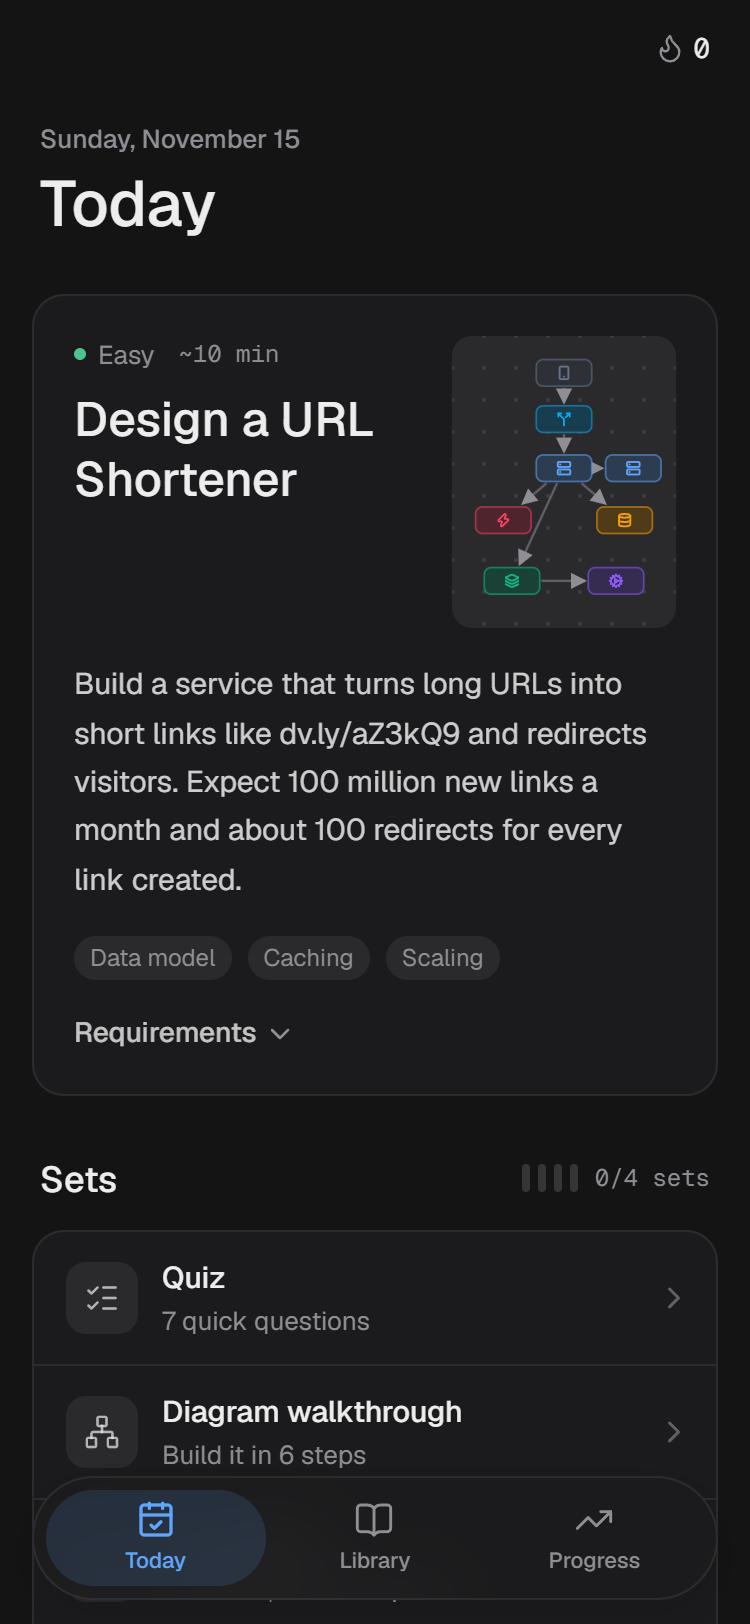 0
Sunday, November 15
Today
Easy ~10 min
Design a URL
Shortener
Build a service that turns long URLs into
short links like dv.ly/aZ3kQ9 and redirects
visitors. Expect 100 million new links a
month and about 100 redirects for every
link created.
Data model Caching Scaling
Requirements
Sets 0/4 sets
Quiz
7 quick questions
Diagram walkthrough
Build it in 6 steps
Today Library Progress